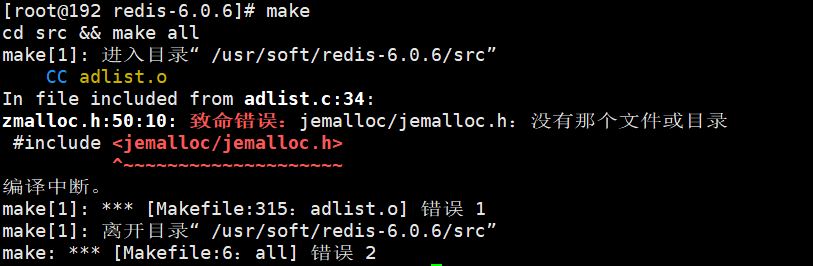 [root@192 redis-6.0.6]# make
cd src && make all
make[1]: 进入目录“ /usr/soft/redis-6.0.6/src”
    CC adlist.o
In file included from adlist.c:34:
zmalloc.h:50:10: 致命错误：jemalloc/jemalloc.h：没有那个文件或目录
 #include <jemalloc/jemalloc.h>
          ^~~~~~~~~~~~~~~~~~~~~
编译中断。
make[1]: *** [Makefile:315：adlist.o] 错误 1
make[1]: 离开目录“ /usr/soft/redis-6.0.6/src”
make: *** [Makefile:6：all] 错误 2